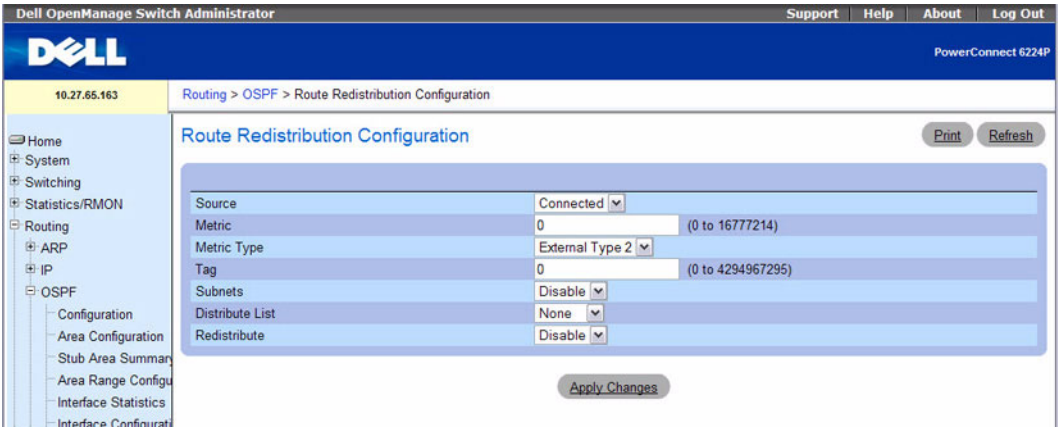 Dell OpenManage Switch Administrator
Support Help About Log Out
DELL
PowerConnect 6224P
10.27.65.163
Routing > OSPF > Route Redistribution Configuration
Home
System
Switching
Statistics/RMON
Routing
ARP
IP
OSPF
Configuration
Area Configuration
Stub Area Summary
Area Range Configu
Interface Statistics
Interface Configurati
Route Redistribution Configuration
Print Refresh
Source Connected
Metric 0 (0 to 16777214)
Metric Type External Type 2
Tag 0 (0 to 4294967295)
Subnets Disable
Distribute List None
Redistribute Disable
Apply Changes